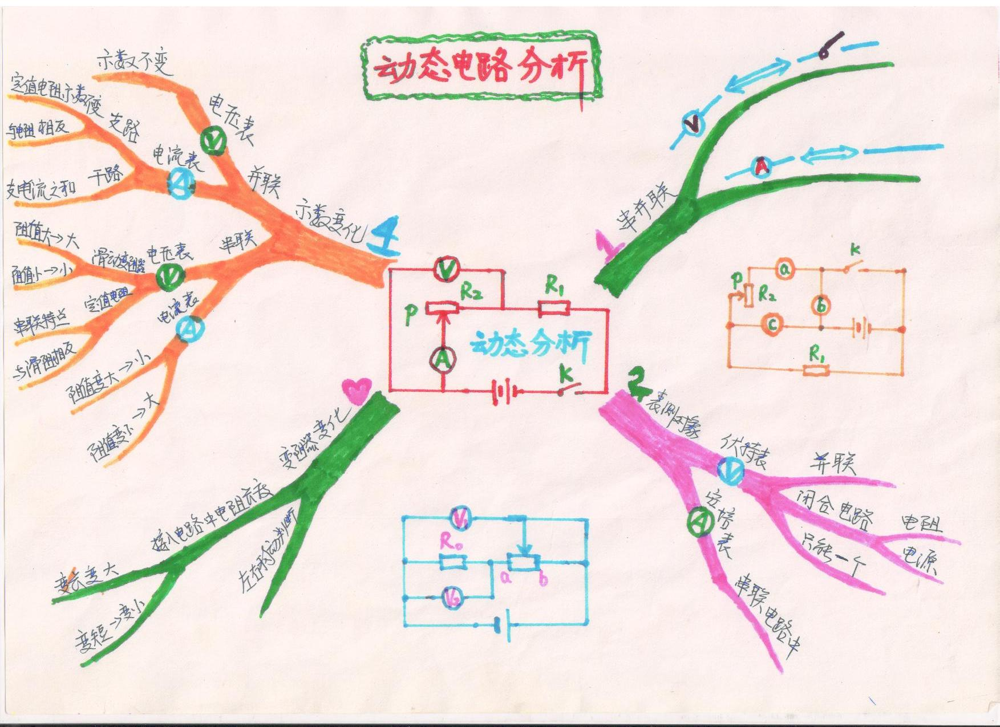 动态电路分析
示数不变
电压表
V
定值电阻示数不变
与电阻相反
支路
电流表
A
干路
支电流之和
并联
示数变化
4
阻值大→大
阻值小→小
滑动变阻器
电压表
V
串联
定值电阻
串联特点
与滑阻相反
电流表
A
阻值变大→小
阻值变小→大
串并联
1
V
A
V
R2
R1
P
A
K
动态分析
K
a
P
R2
b
c
R1
2
表测对象
伏特表
V
并联
闭合电路
电阻
电源
只能一个
安培表
A
串联电路中
变阻器变化
接入电路中电阻长度
左右移动判断
变长变大
变短→变小
V1
R0
a
b
V2